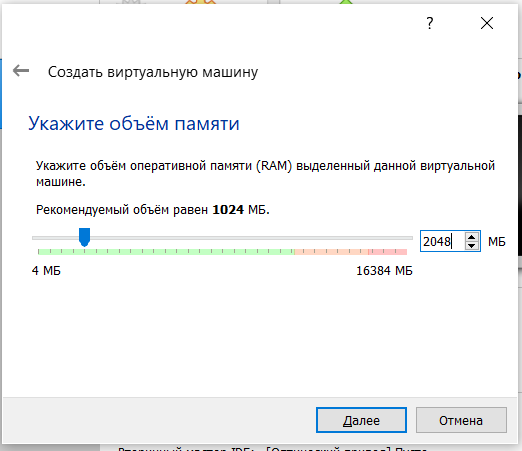 ?
Создать виртуальную машину
Укажите объём памяти
Укажите объём оперативной памяти (RAM) выделенный данной виртуальной
машине.
Рекомендуемый объём равен 1024 МБ.
2048 МБ
4 МБ 16384 МБ
Далее Отмена